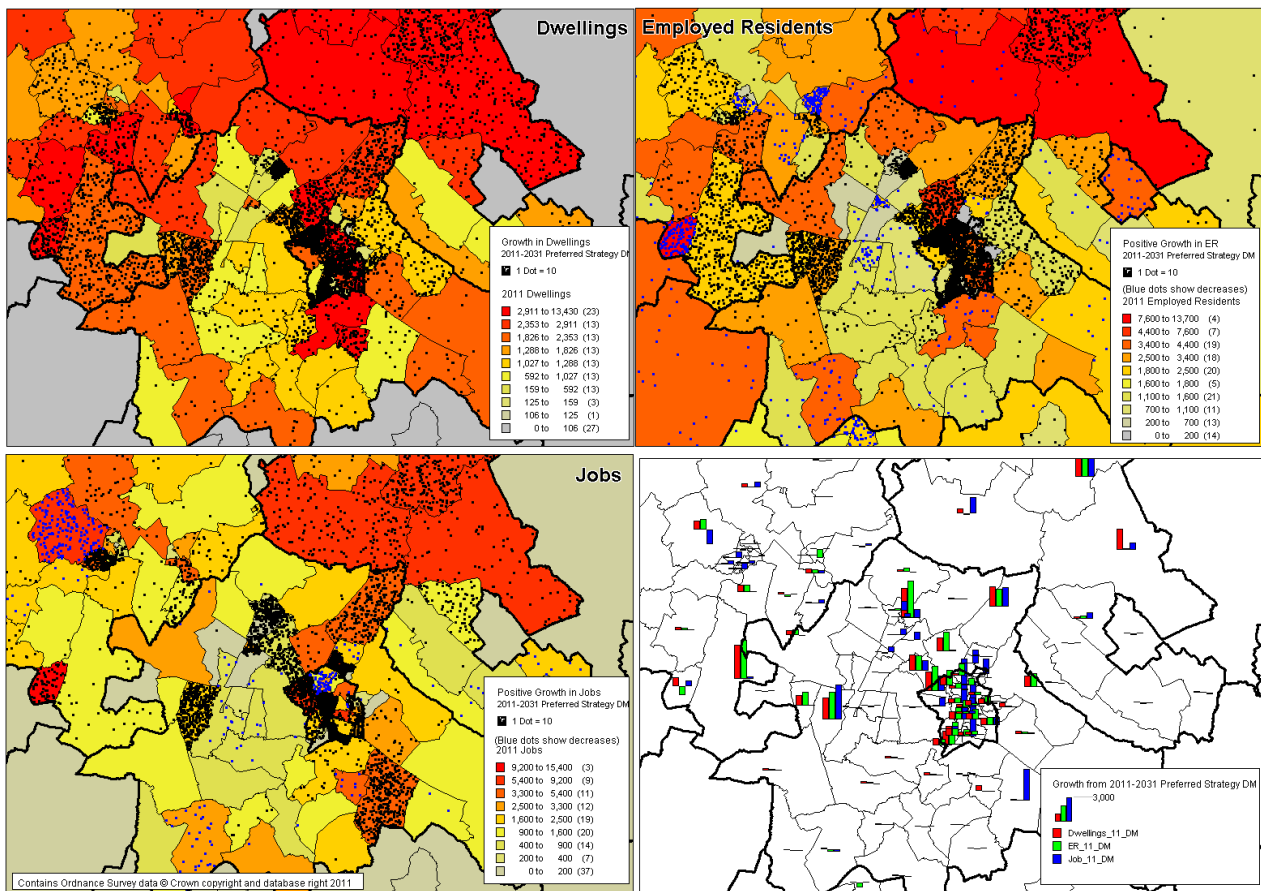 Dwellings
Growth in Dwellings
2011-2031 Preferred Strategy DM
1 Dot = 10
2011 Dwellings
2,911 to 13,430 (23)
2,353 to 2,911 (13)
1,826 to 2,353 (13)
1,288 to 1,826 (13)
1,027 to 1,288 (13)
592 to 1,027 (13)
159 to 592 (13)
125 to 159 (3)
106 to 125 (1)
0 to 106 (27)
Employed Residents
Positive Growth in ER
2011-2031 Preferred Strategy DM
1 Dot = 10
(Blue dots show decreases)
2011 Employed Residents
7,600 to 13,700 (4)
4,400 to 7,600 (7)
3,400 to 4,400 (19)
2,500 to 3,400 (18)
1,800 to 2,500 (20)
1,600 to 1,800 (5)
1,100 to 1,600 (21)
700 to 1,100 (11)
200 to 700 (13)
0 to 200 (14)
Jobs
Positive Growth in Jobs
2011-2031 Preferred Strategy DM
1 Dot = 10
(Blue dots show decreases)
2011 Jobs
9,200 to 15,400 (3)
5,400 to 9,200 (9)
3,300 to 5,400 (11)
2,500 to 3,300 (12)
1,600 to 2,500 (19)
900 to 1,600 (20)
400 to 900 (14)
200 to 400 (7)
0 to 200 (37)
Contains Ordnance Survey data © Crown copyright and database right 2011
Growth from 2011-2031 Preferred Strategy DM
3,000
Dwellings_11_DM
ER_11_DM
Job_11_DM